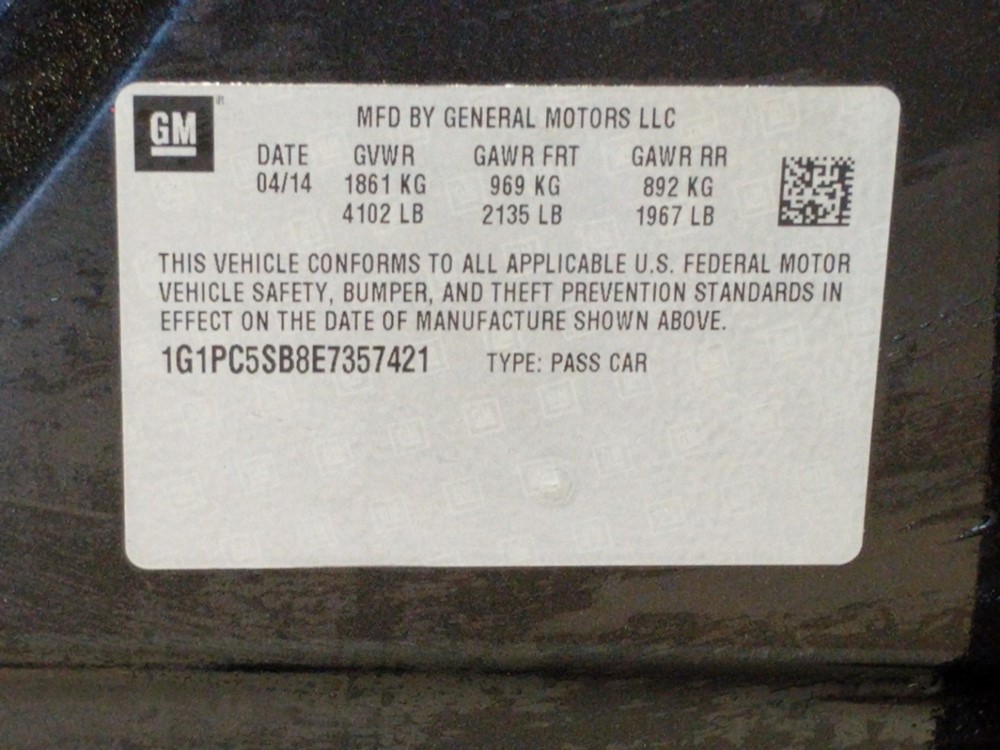 GM
MFD BY GENERAL MOTORS LLC
DATE GVWR GAWR FRT GAWR RR
04/14 1861 KG 969 KG 892 KG
4102 LB 2135 LB 1967 LB
THIS VEHICLE CONFORMS TO ALL APPLICABLE U.S. FEDERAL MOTOR
VEHICLE SAFETY, BUMPER, AND THEFT PREVENTION STANDARDS IN
EFFECT ON THE DATE OF MANUFACTURE SHOWN ABOVE.
1G1PC5SB8E7357421 TYPE: PASS CAR